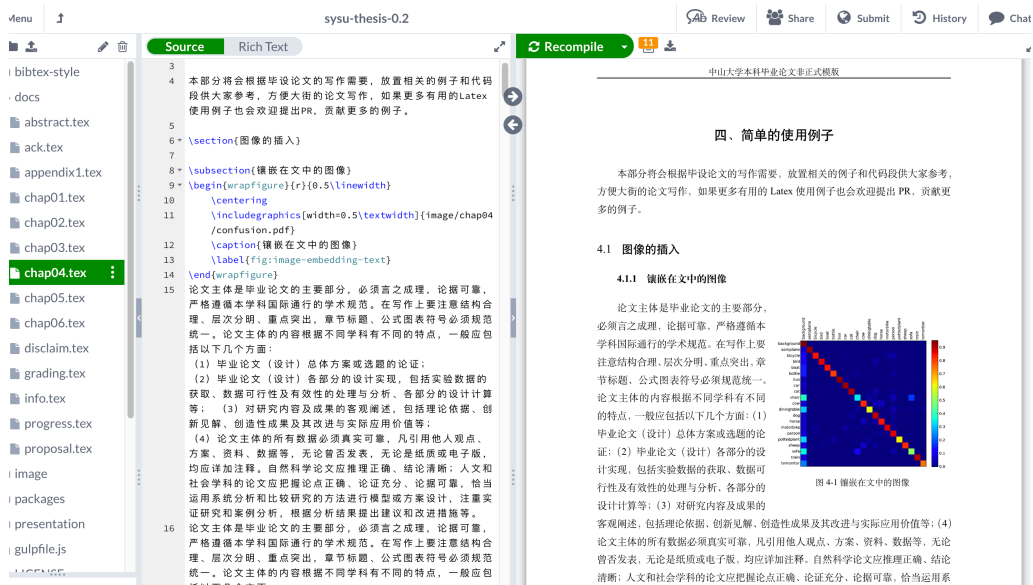 Menu
sysu-thesis-0.2
Review
Share
Submit
History
Chat
Source
Rich Text
Recompile
11
bibtex-style
docs
abstract.tex
ack.tex
appendix1.tex
chap01.tex
chap02.tex
chap03.tex
chap04.tex
chap05.tex
chap06.tex
disclaim.tex
grading.tex
info.tex
progress.tex
proposal.tex
image
packages
presentation
gulpfile.js
LICENSE
3
4 本部分将会根据毕设论文的写作需要，放置相关的例子和代码
段供大家参考，方便大街的论文写作，如果更多有用的Latex
使用例子也会欢迎提出PR，贡献更多的例子。
5
6 \section{图像的插入}
7
8 \subsection{镶嵌在文中的图像}
9 \begin{wrapfigure}{r}{0.5\linewidth}
10 \centering
11 \includegraphics[width=0.5\textwidth]{image/chap04
/confusion.pdf}
12 \caption{镶嵌在文中的图像}
13 \label{fig:image-embedding-text}
14 \end{wrapfigure}
15 论文主体是毕业论文的主要部分，必须言之成理，论据可靠，
严格遵循本学科国际通行的学术规范。在写作上要注意结构合
理、层次分明、重点突出，章节标题、公式图表符号必须规范
统一。论文主体的内容根据不同学科有不同的特点，一般应包
括以下几个方面：
（1）毕业论文（设计）总体方案或选题的论证；
（2）毕业论文（设计）各部分的设计实现，包括实验数据的
获取、数据可行性及有效性的处理与分析、各部分的设计计算
等； （3）对研究内容及成果的客观阐述，包括理论依据、创
新见解、创造性成果及其改进与实际应用价值等；
（4）论文主体的所有数据必须真实可靠，凡引用他人观点、
方案、资料、数据等，无论曾否发表，无论是纸质或电子版，
均应详加注释。自然科学论文应推理正确、结论清晰；人文和
社会学科的论文应把握论点正确、论证充分、论据可靠，恰当
运用系统分析和比较研究的方法进行模型或方案设计，注重实
证研究和案例分析，根据分析结果提出建议和改进措施等。
16 论文主体是毕业论文的主要部分，必须言之成理，论据可靠，
严格遵循本学科国际通行的学术规范。在写作上要注意结构合
理、层次分明、重点突出，章节标题、公式图表符号必须规范
统一。论文主体的内容根据不同学科有不同的特点，一般应包
中山大学本科毕业论文非正式模版
四、简单的使用例子
本部分将会根据毕设论文的写作需要，放置相关的例子和代码段供大家参考，
方便大街的论文写作，如果更多有用的 Latex 使用例子也会欢迎提出 PR，贡献更
多的例子。
4.1 图像的插入
4.1.1 镶嵌在文中的图像
论文主体是毕业论文的主要部分，
必须言之成理，论据可靠，严格遵循本
学科国际通行的学术规范。在写作上要
注意结构合理、层次分明、重点突出，章
节标题、公式图表符号必须规范统一。
论文主体的内容根据不同学科有不同
的特点，一般应包括以下几个方面：（1）
毕业论文（设计）总体方案或选题的论
证；（2）毕业论文（设计）各部分的设
计实现，包括实验数据的获取、数据可
行性及有效性的处理与分析、各部分的
设计计算等；（3）对研究内容及成果的
background
aeroplane
bicycle
bird
boat
bottle
bus
car
cat
chair
cow
diningtable
dog
horse
motorbike
person
pottedplant
sheep
sofa
train
tvmonitor
0.9
0.8
0.7
0.6
0.5
0.4
0.3
0.2
0.1
0.0
图 4-1 镶嵌在文中的图像
客观阐述，包括理论依据、创新见解、创造性成果及其改进与实际应用价值等；（4）
论文主体的所有数据必须真实可靠，凡引用他人观点、方案、资料、数据等，无论
曾否发表，无论是纸质或电子版，均应详加注释。自然科学论文应推理正确、结论
清晰；人文和社会学科的论文应把握论点正确、论证充分、论据可靠，恰当运用系